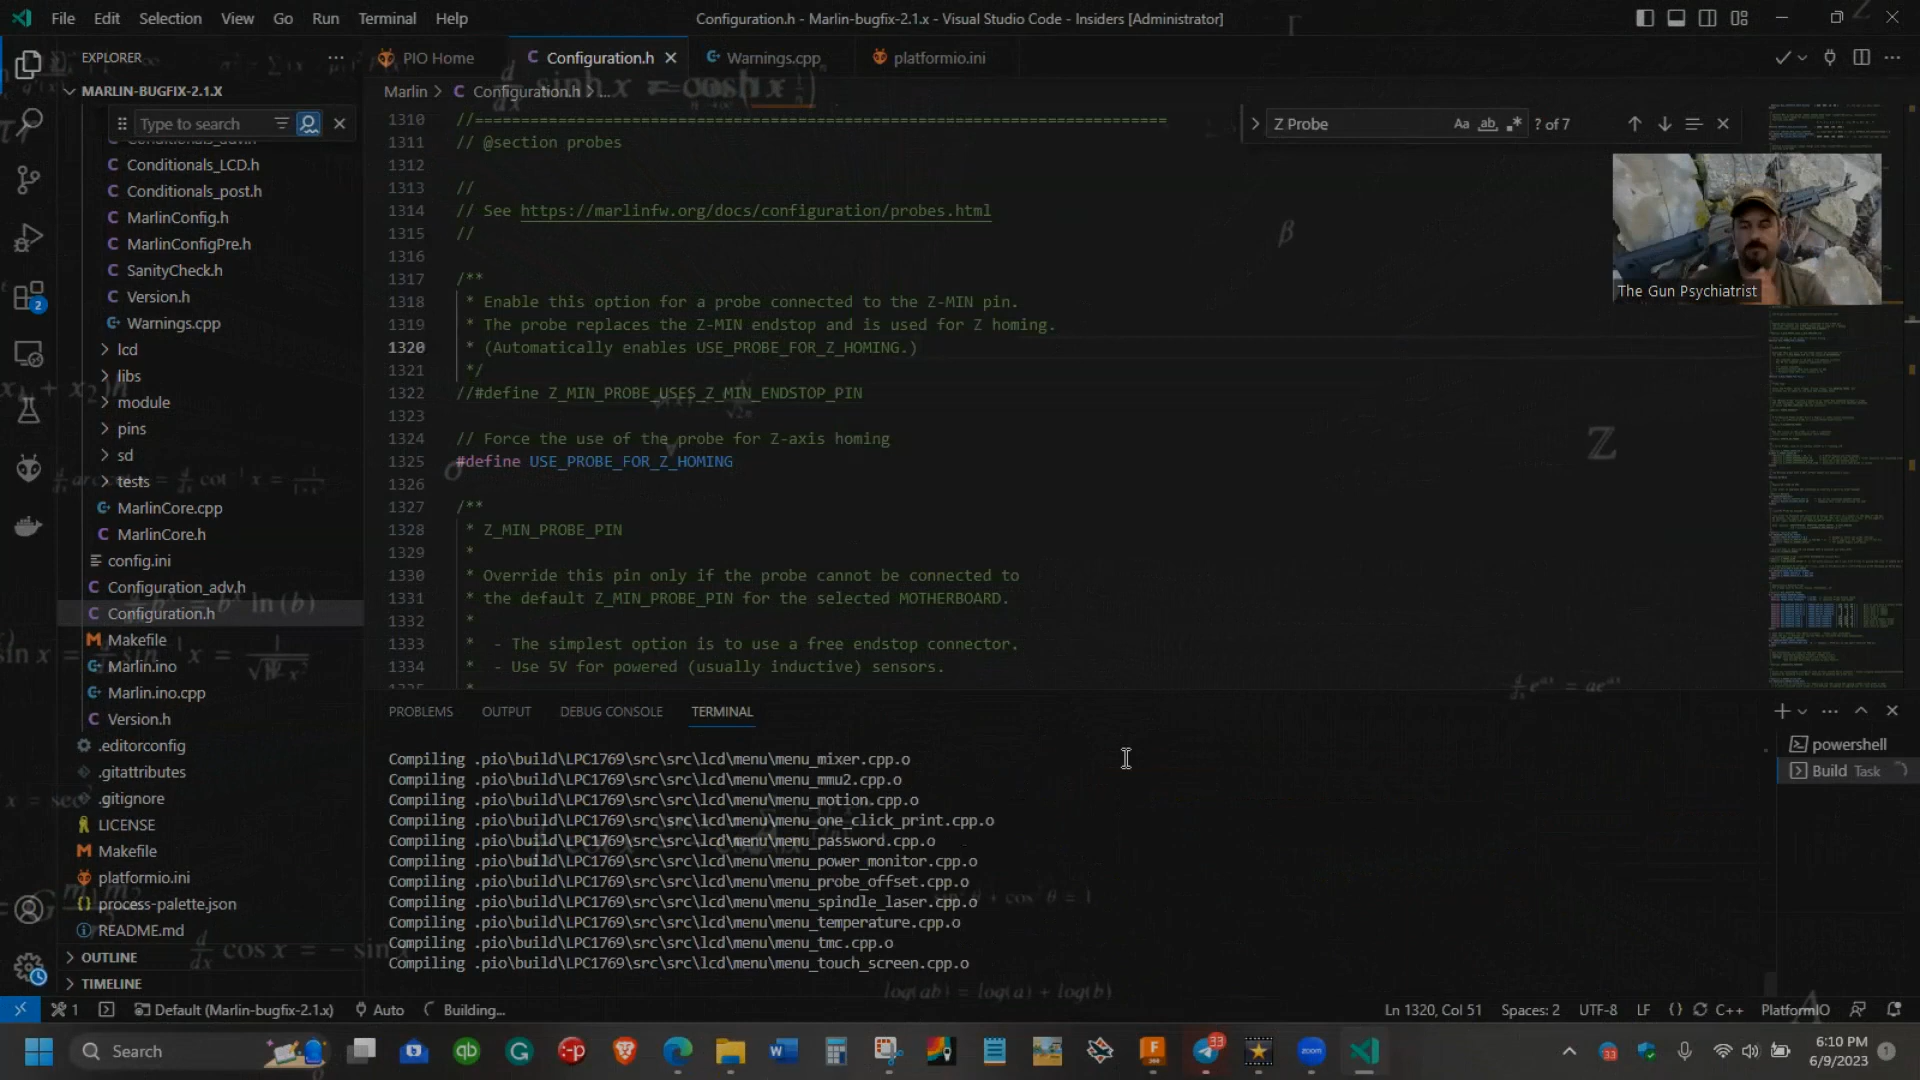 File Edit Selection View Go Run Terminal Help
Configuration.h - Marlin-bugfix-2.1.x - Visual Studio Code - Insiders [Administrator]
EXPLORER
PIO Home
Configuration.h
Warnings.cpp
platformio.ini
MARLIN-BUGFIX-2.1.X
Marlin > C Configuration.h > ...
Type to search
Z Probe
Aa ab
? of 7
Conditionals_adv.h
C Conditionals_LCD.h
C Conditionals_post.h
C MarlinConfig.h
C MarlinConfigPre.h
C SanityCheck.h
C Version.h
Warnings.cpp
lcd
libs
module
pins
sd
tests
MarlinCore.cpp
C MarlinCore.h
config.ini
C Configuration_adv.h
C Configuration.h
M Makefile
Marlin.ino
Marlin.ino.cpp
C Version.h
.editorconfig
.gitattributes
.gitignore
LICENSE
M Makefile
platformio.ini
process-palette.json
README.md
OUTLINE
TIMELINE
1310 //=============================================================================
1311 // @section probes
1312
1313 //
1314 // See https://marlinfw.org/docs/configuration/probes.html
1315 //
1316
1317 /**
1318 * Enable this option for a probe connected to the Z-MIN pin.
1319 * The probe replaces the Z-MIN endstop and is used for Z homing.
1320 * (Automatically enables USE_PROBE_FOR_Z_HOMING.)
1321 */
1322 //#define Z_MIN_PROBE_USES_Z_MIN_ENDSTOP_PIN
1323
1324 // Force the use of the probe for Z-axis homing
1325 #define USE_PROBE_FOR_Z_HOMING
1326
1327 /**
1328 * Z_MIN_PROBE_PIN
1329 *
1330 * Override this pin only if the probe cannot be connected to
1331 * the default Z_MIN_PROBE_PIN for the selected MOTHERBOARD.
1332 *
1333 * - The simplest option is to use a free endstop connector.
1334 * - Use 5V for powered (usually inductive) sensors.
1335 *
The Gun Psychiatrist
PROBLEMS OUTPUT DEBUG CONSOLE TERMINAL
Compiling .pio\build\LPC1769\src\src\lcd\menu\menu_mixer.cpp.o
Compiling .pio\build\LPC1769\src\src\lcd\menu\menu_mmu2.cpp.o
Compiling .pio\build\LPC1769\src\src\lcd\menu\menu_motion.cpp.o
Compiling .pio\build\LPC1769\src\src\lcd\menu\menu_one_click_print.cpp.o
Compiling .pio\build\LPC1769\src\src\lcd\menu\menu_password.cpp.o
Compiling .pio\build\LPC1769\src\src\lcd\menu\menu_power_monitor.cpp.o
Compiling .pio\build\LPC1769\src\src\lcd\menu\menu_probe_offset.cpp.o
Compiling .pio\build\LPC1769\src\src\lcd\menu\menu_spindle_laser.cpp.o
Compiling .pio\build\LPC1769\src\src\lcd\menu\menu_temperature.cpp.o
Compiling .pio\build\LPC1769\src\src\lcd\menu\menu_tmc.cpp.o
Compiling .pio\build\LPC1769\src\src\lcd\menu\menu_touch_screen.cpp.o
powershell
Build Task
log(ab) = log(a) + log(b)
β
ℤ
1 Default (Marlin-bugfix-2.1.x) Auto Building...
Ln 1320, Col 51 Spaces: 2 UTF-8 LF {} C++ PlatformIO
Search
6:10 PM
6/9/2023